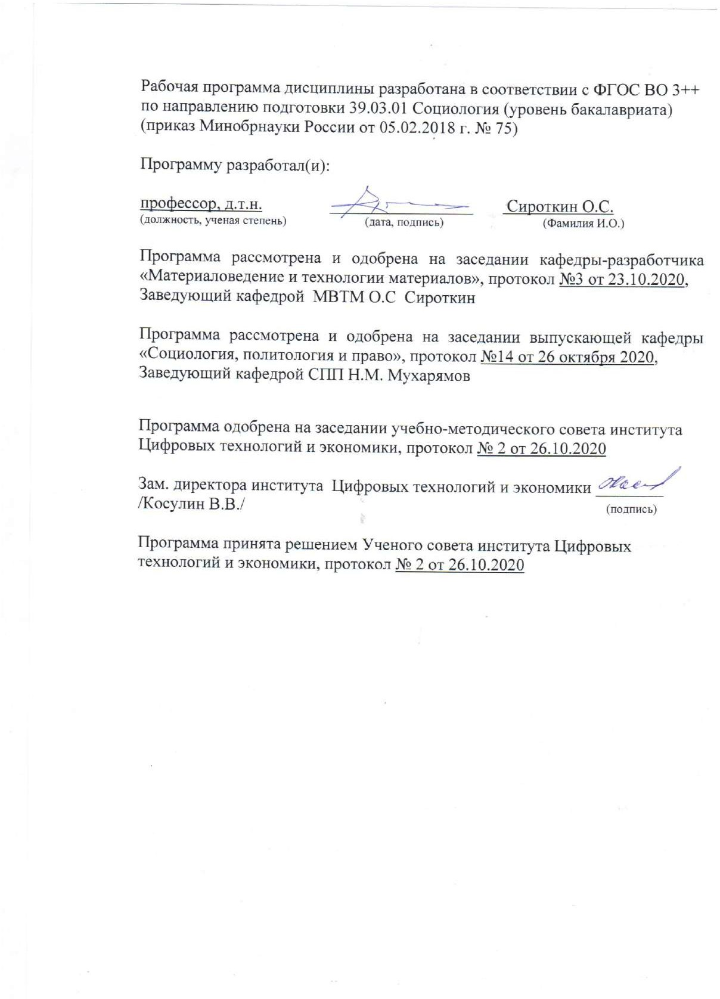 Рабочая программа дисциплины разработана в соответствии с ФГОС ВО 3++
по направлению подготовки 39.03.01 Социология (уровень бакалавриата)
(приказ Минобрнауки России от 05.02.2018 г. № 75)
Программу разработал(и):
профессор, д.т.н. Сироткин О.С.
(должность, ученая степень) (дата, подпись) (Фамилия И.О.)
Программа рассмотрена и одобрена на заседании кафедры-разработчика
«Материаловедение и технологии материалов», протокол №3 от 23.10.2020,
Заведующий кафедрой МВТМ О.С Сироткин
Программа рассмотрена и одобрена на заседании выпускающей кафедры
«Социология, политология и право», протокол №14 от 26 октября 2020,
Заведующий кафедрой СПП Н.М. Мухарямов
Программа одобрена на заседании учебно-методического совета института
Цифровых технологий и экономики, протокол № 2 от 26.10.2020
Зам. директора института Цифровых технологий и экономики
/Косулин В.В./ (подпись)
Программа принята решением Ученого совета института Цифровых
технологий и экономики, протокол № 2 от 26.10.2020